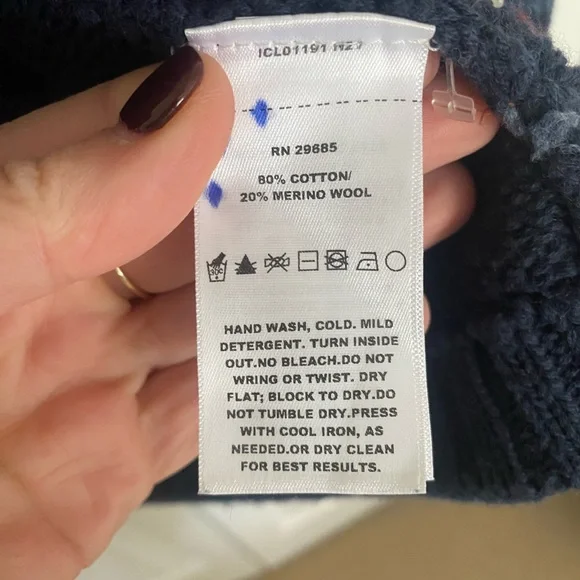 RN 29685
80% COTTON/
20% MERINO WOOL
30C
HAND WASH, COLD. MILD
DETERGENT. TURN INSIDE
OUT.NO BLEACH.DO NOT
WRING OR TWIST. DRY
FLAT; BLOCK TO DRY.DO
NOT TUMBLE DRY.PRESS
WITH COOL IRON, AS
NEEDED.OR DRY CLEAN
FOR BEST RESULTS.